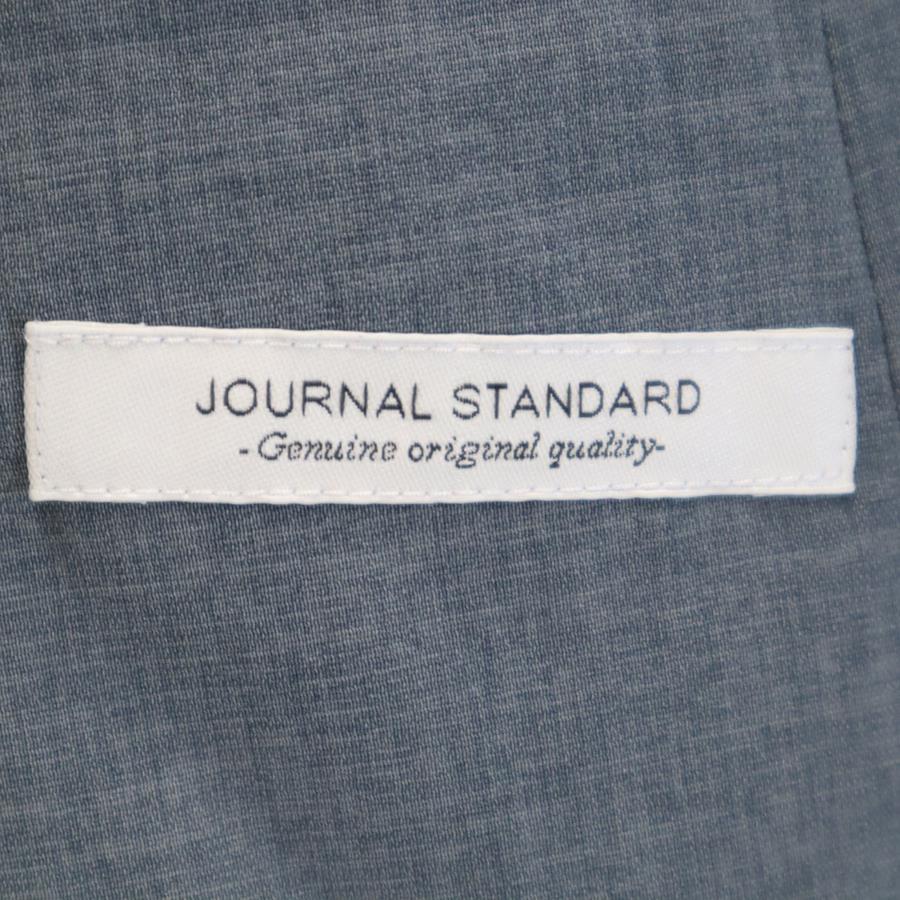 JOURNAL STANDARD
-Genuine original quality-